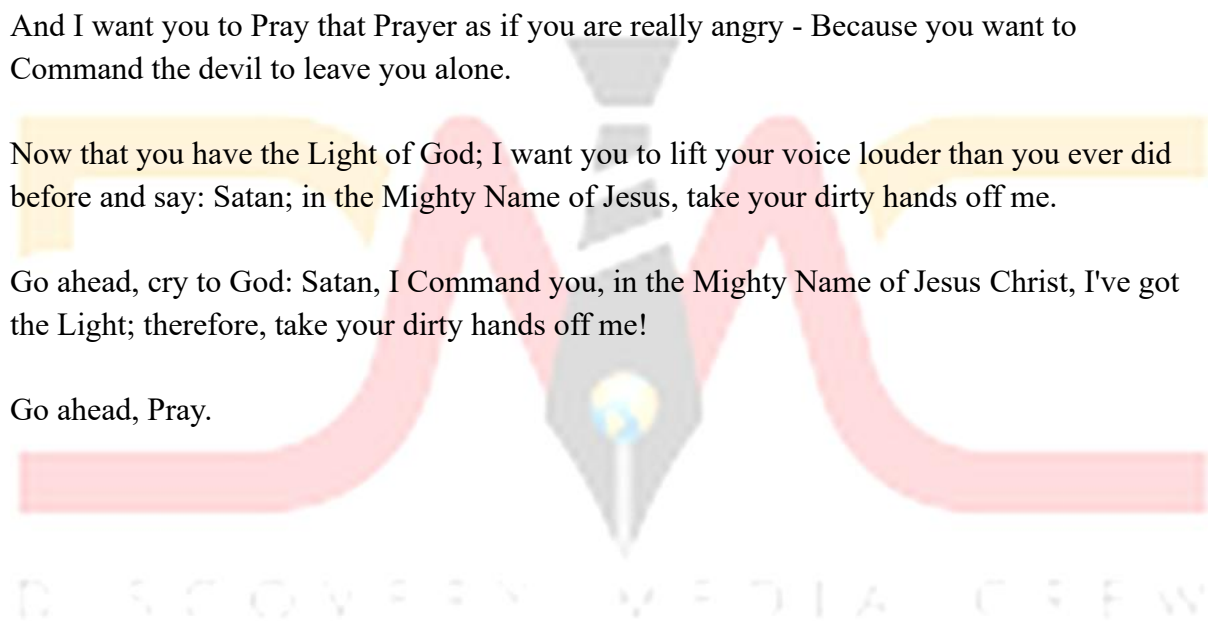 And I want you to Pray that Prayer as if you are really angry - Because you want to
Command the devil to leave you alone.
Now that you have the Light of God; I want you to lift your voice louder than you ever did
before and say: Satan; in the Mighty Name of Jesus, take your dirty hands off me.
Go ahead, cry to God: Satan, I Command you, in the Mighty Name of Jesus Christ, I've got
the Light; therefore, take your dirty hands off me!
Go ahead, Pray.
DISCOVERY MEDIA CREW